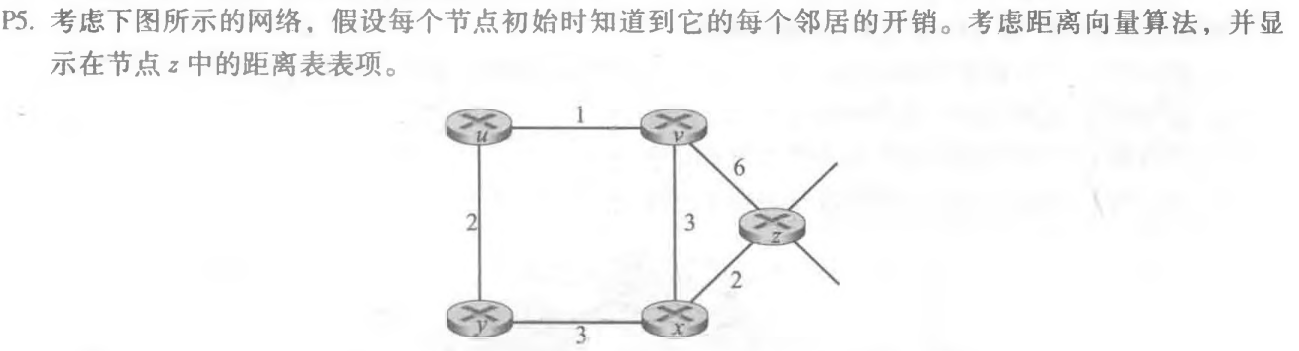 P5. 考虑下图所示的网络，假设每个节点初始时知道到它的每个邻居的开销。考虑距离向量算法，并显
示在节点 z 中的距离表表项。
1
u
v
6
2
3
z
2
y
3
x